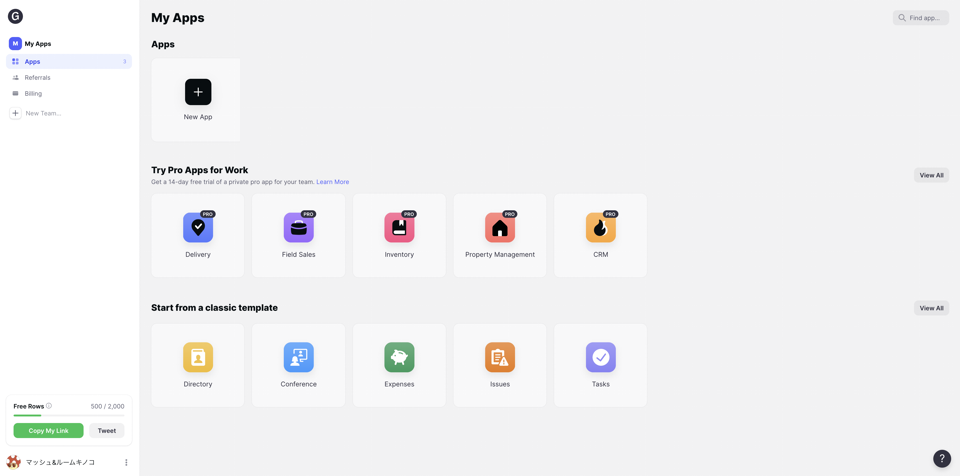 G
M My Apps
Apps 3
Referrals
Billing
New Team...
Free Rows 500 / 2,000
Copy My Link Tweet
マッシュ&ルームキノコ
My Apps
Find app...
Apps
New App
Try Pro Apps for Work
Get a 14-day free trial of a private pro app for your team. Learn More
View All
PRO PRO PRO PRO PRO
Delivery Field Sales Inventory Property Management CRM
Start from a classic template
View All
Directory Conference Expenses Issues Tasks
?